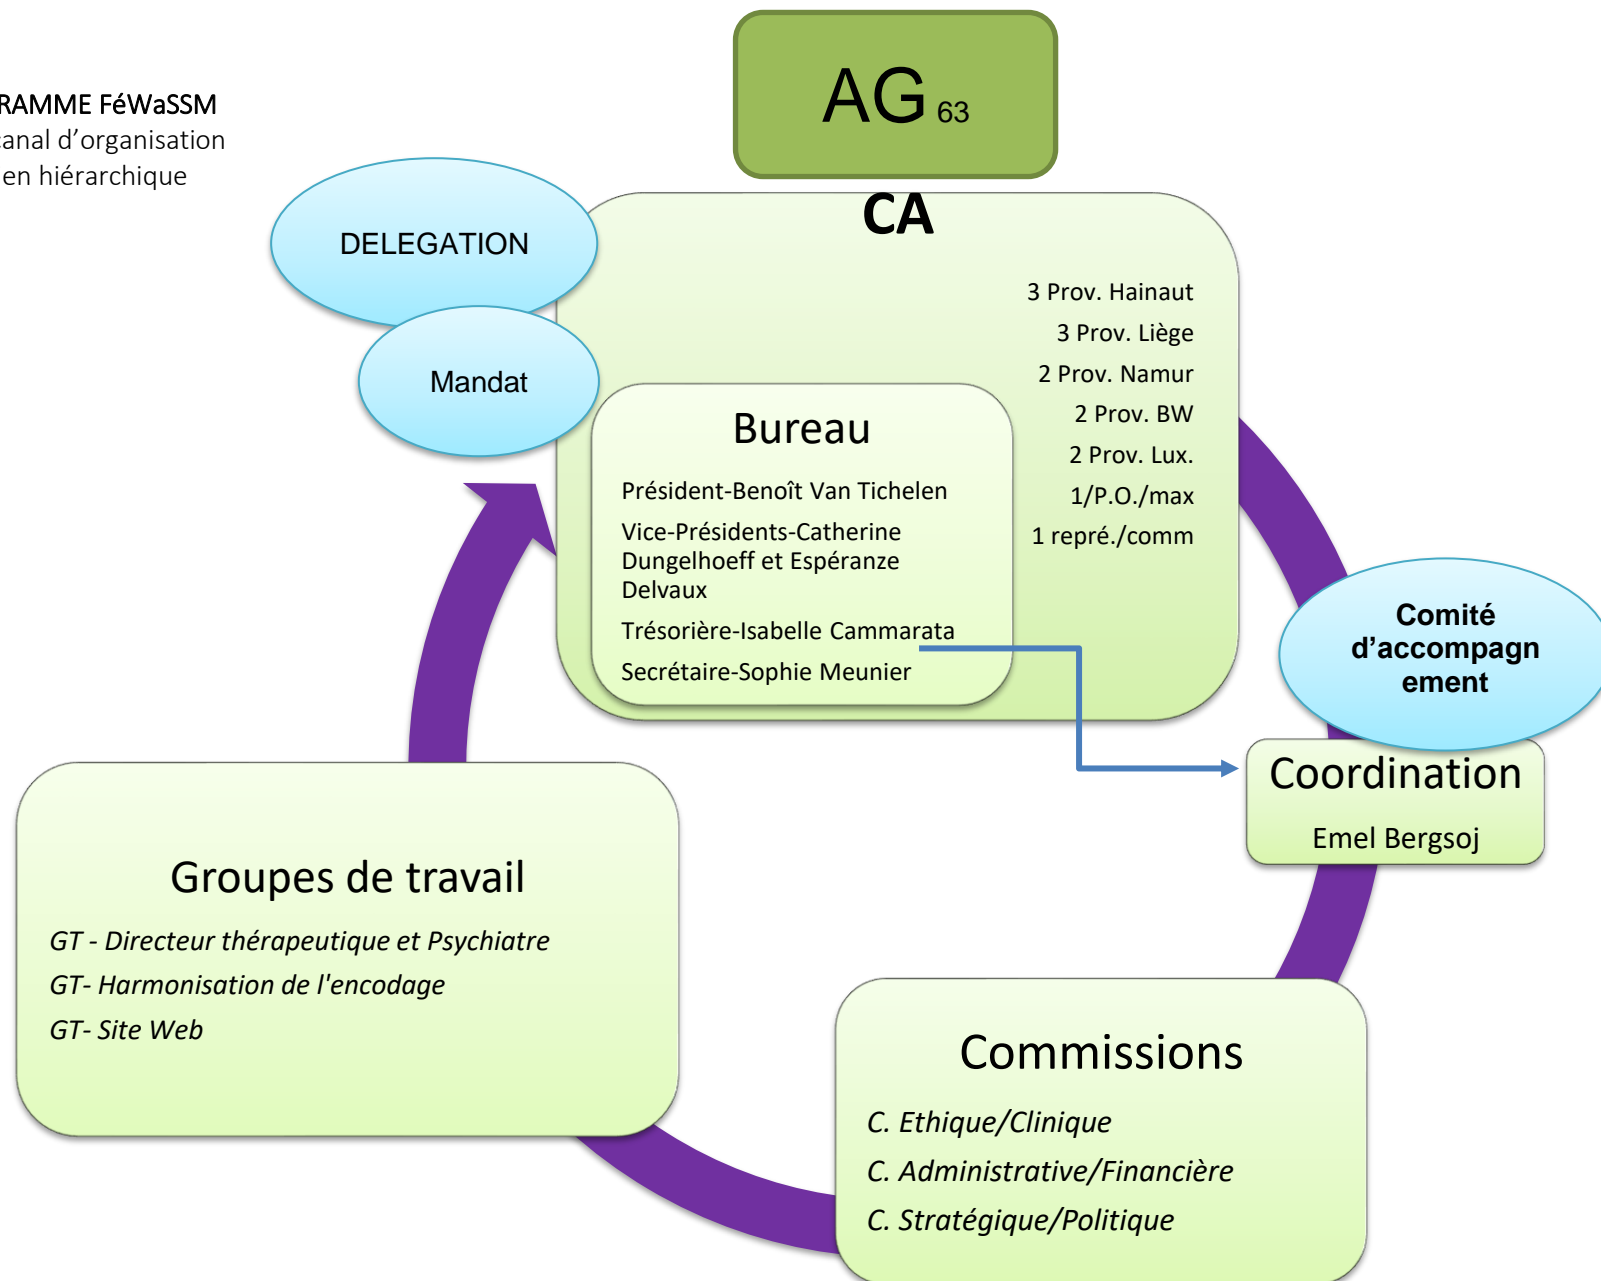 RAMME FéWaSSM
canal d'organisation
en hiérarchique
AG 63
CA
DELEGATION
Mandat
3 Prov. Hainaut
3 Prov. Liège
2 Prov. Namur
2 Prov. BW
2 Prov. Lux.
1/P.O./max
1 repré./comm
Bureau
Président-Benoît Van Tichelen
Vice-Présidents-Catherine
Dungelhoeff et Espéranze
Delvaux
Trésorière-Isabelle Cammarata
Secrétaire-Sophie Meunier
Comité
d'accompagn
ement
Coordination
Emel Bergsoj
Groupes de travail
GT - Directeur thérapeutique et Psychiatre
GT- Harmonisation de l'encodage
GT- Site Web
Commissions
C. Ethique/Clinique
C. Administrative/Financière
C. Stratégique/Politique